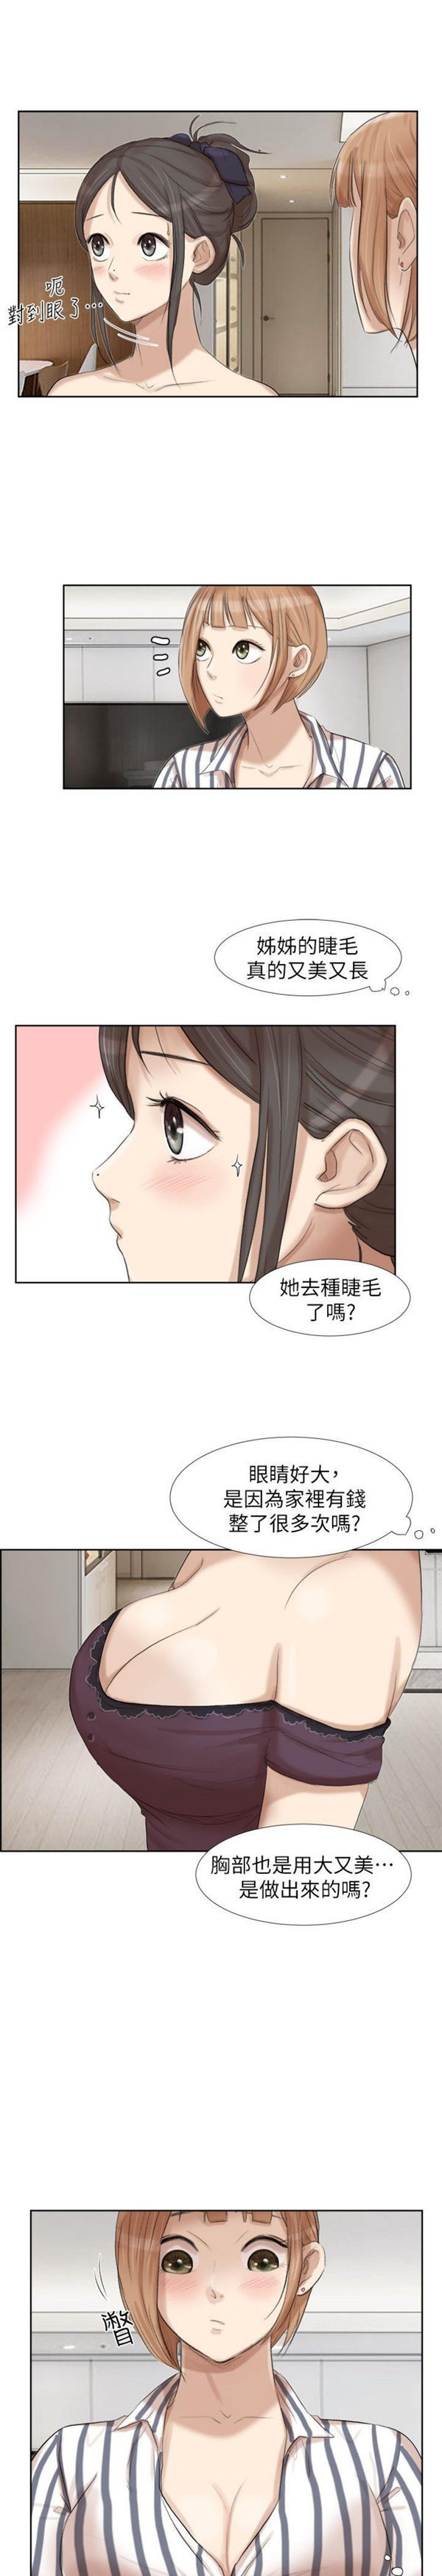 呃
對到眼了…
姊姊的睫毛
真的又美又長
她去種睫毛
了嗎?
眼睛好大，
是因為家裡有錢
整了很多次嗎?
胸部也是用大又美…
是做出來的嗎?
瞥